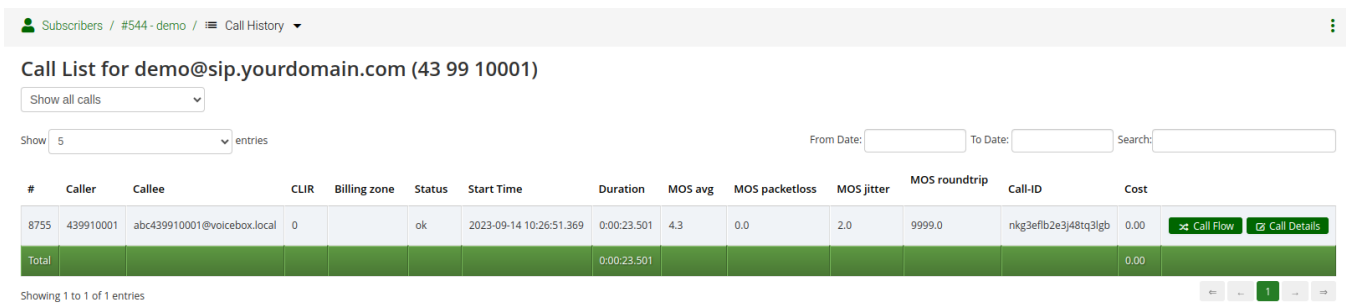 Subscribers / #544 - demo / Call History
Call List for demo@sip.yourdomain.com (43 99 10001)
Show all calls
Show 5 entries From Date: To Date: Search:
# Caller Callee CLIR Billing zone Status Start Time Duration MOS avg MOS packetloss MOS jitter MOS roundtrip Call-ID Cost
8755 439910001 abc439910001@voicebox.local 0 ok 2023-09-14 10:26:51.369 0:00:23.501 4.3 0.0 2.0 9999.0 nkg3eflb2e3j48tq3lgb 0.00 Call Flow Call Details
Total 0:00:23.501 0.00
Showing 1 to 1 of 1 entries ⇐ ← 1 → ⇒